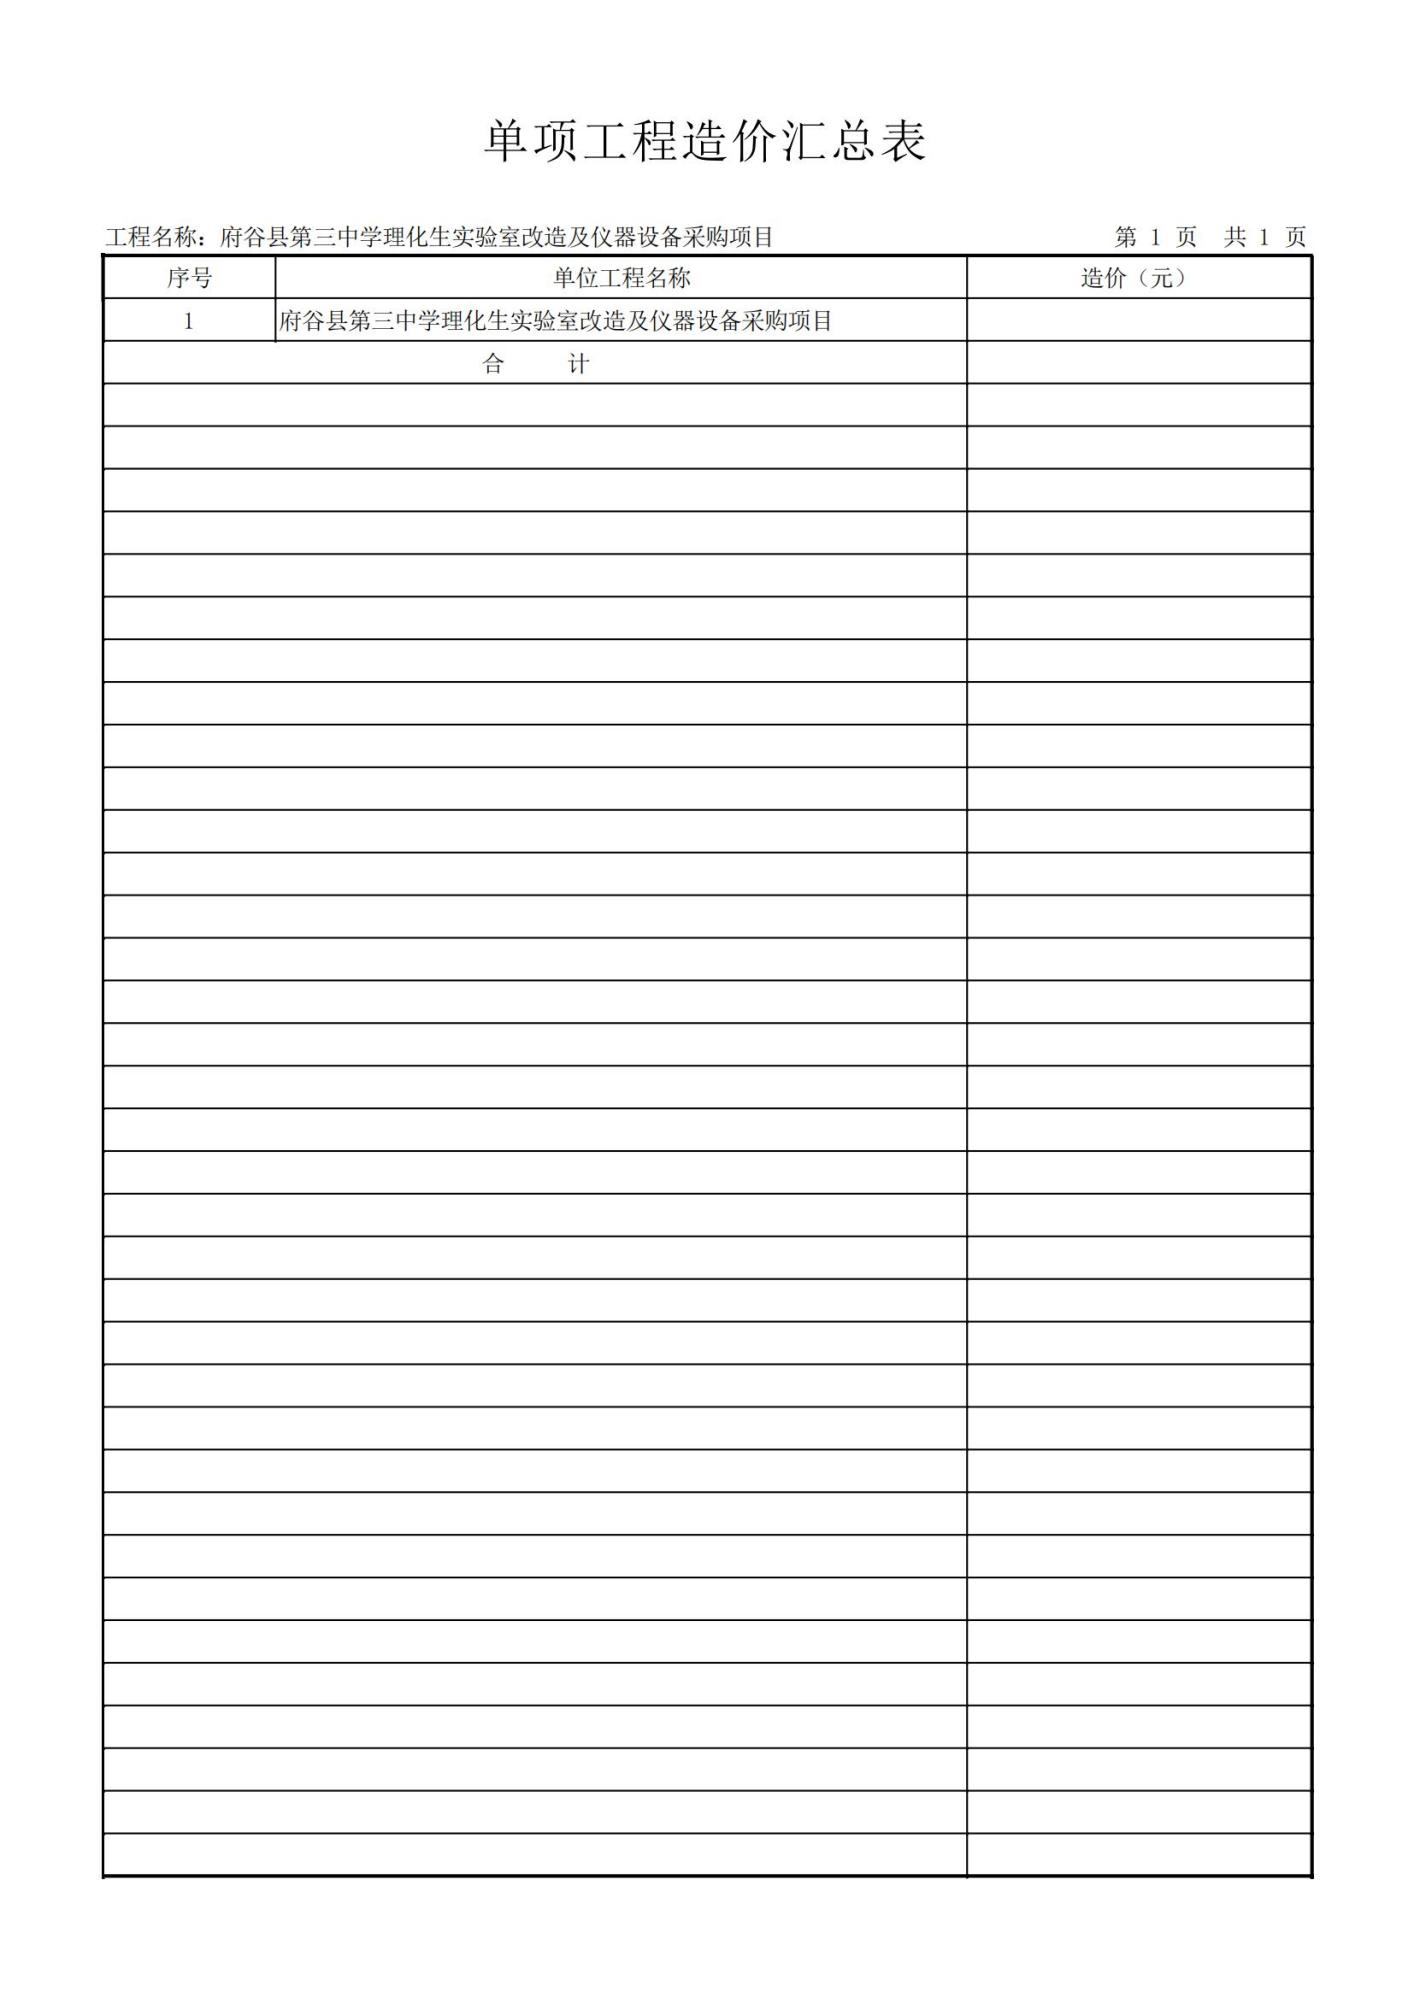 单项工程造价汇总表
工程名称：府谷县第三中学理化生实验室改造及仪器设备采购项目 第 1 页 共 1 页
序号 单位工程名称 造价（元）
1 府谷县第三中学理化生实验室改造及仪器设备采购项目
合 计